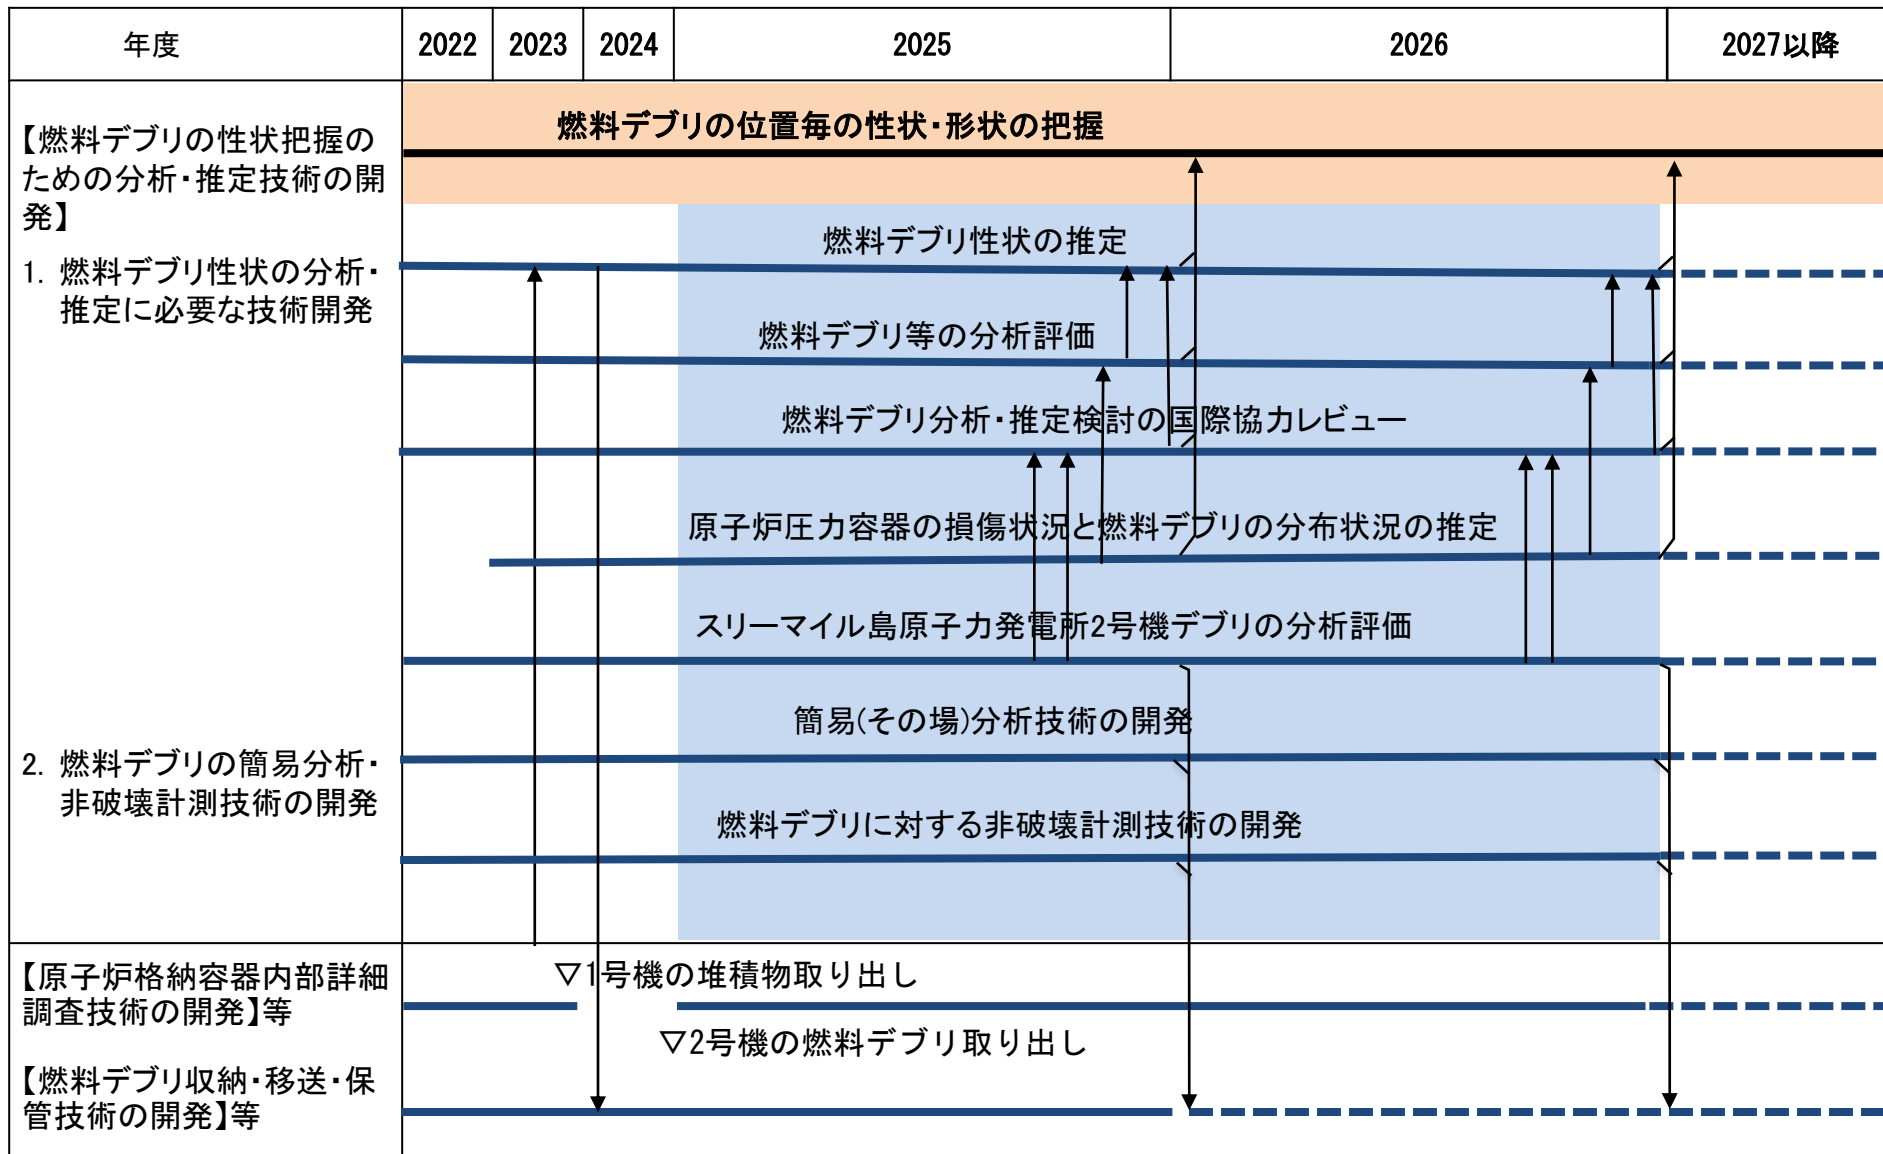 年度 2022 2023 2024 2025 2026 2027以降
燃料デブリの位置毎の性状・形状の把握
【燃料デブリの性状把握の
ための分析・推定技術の開
発】
燃料デブリ性状の推定
1. 燃料デブリ性状の分析・
推定に必要な技術開発
燃料デブリ等の分析評価
燃料デブリ分析・推定検討の国際協力レビュー
原子炉圧力容器の損傷状況と燃料デブリの分布状況の推定
スリーマイル島原子力発電所2号機デブリの分析評価
簡易(その場)分析技術の開発
2. 燃料デブリの簡易分析・
非破壊計測技術の開発
燃料デブリに対する非破壊計測技術の開発
【原子炉格納容器内部詳細
調査技術の開発】等
▽1号機の堆積物取り出し
▽2号機の燃料デブリ取り出し
【燃料デブリ収納・移送・保
管技術の開発】等